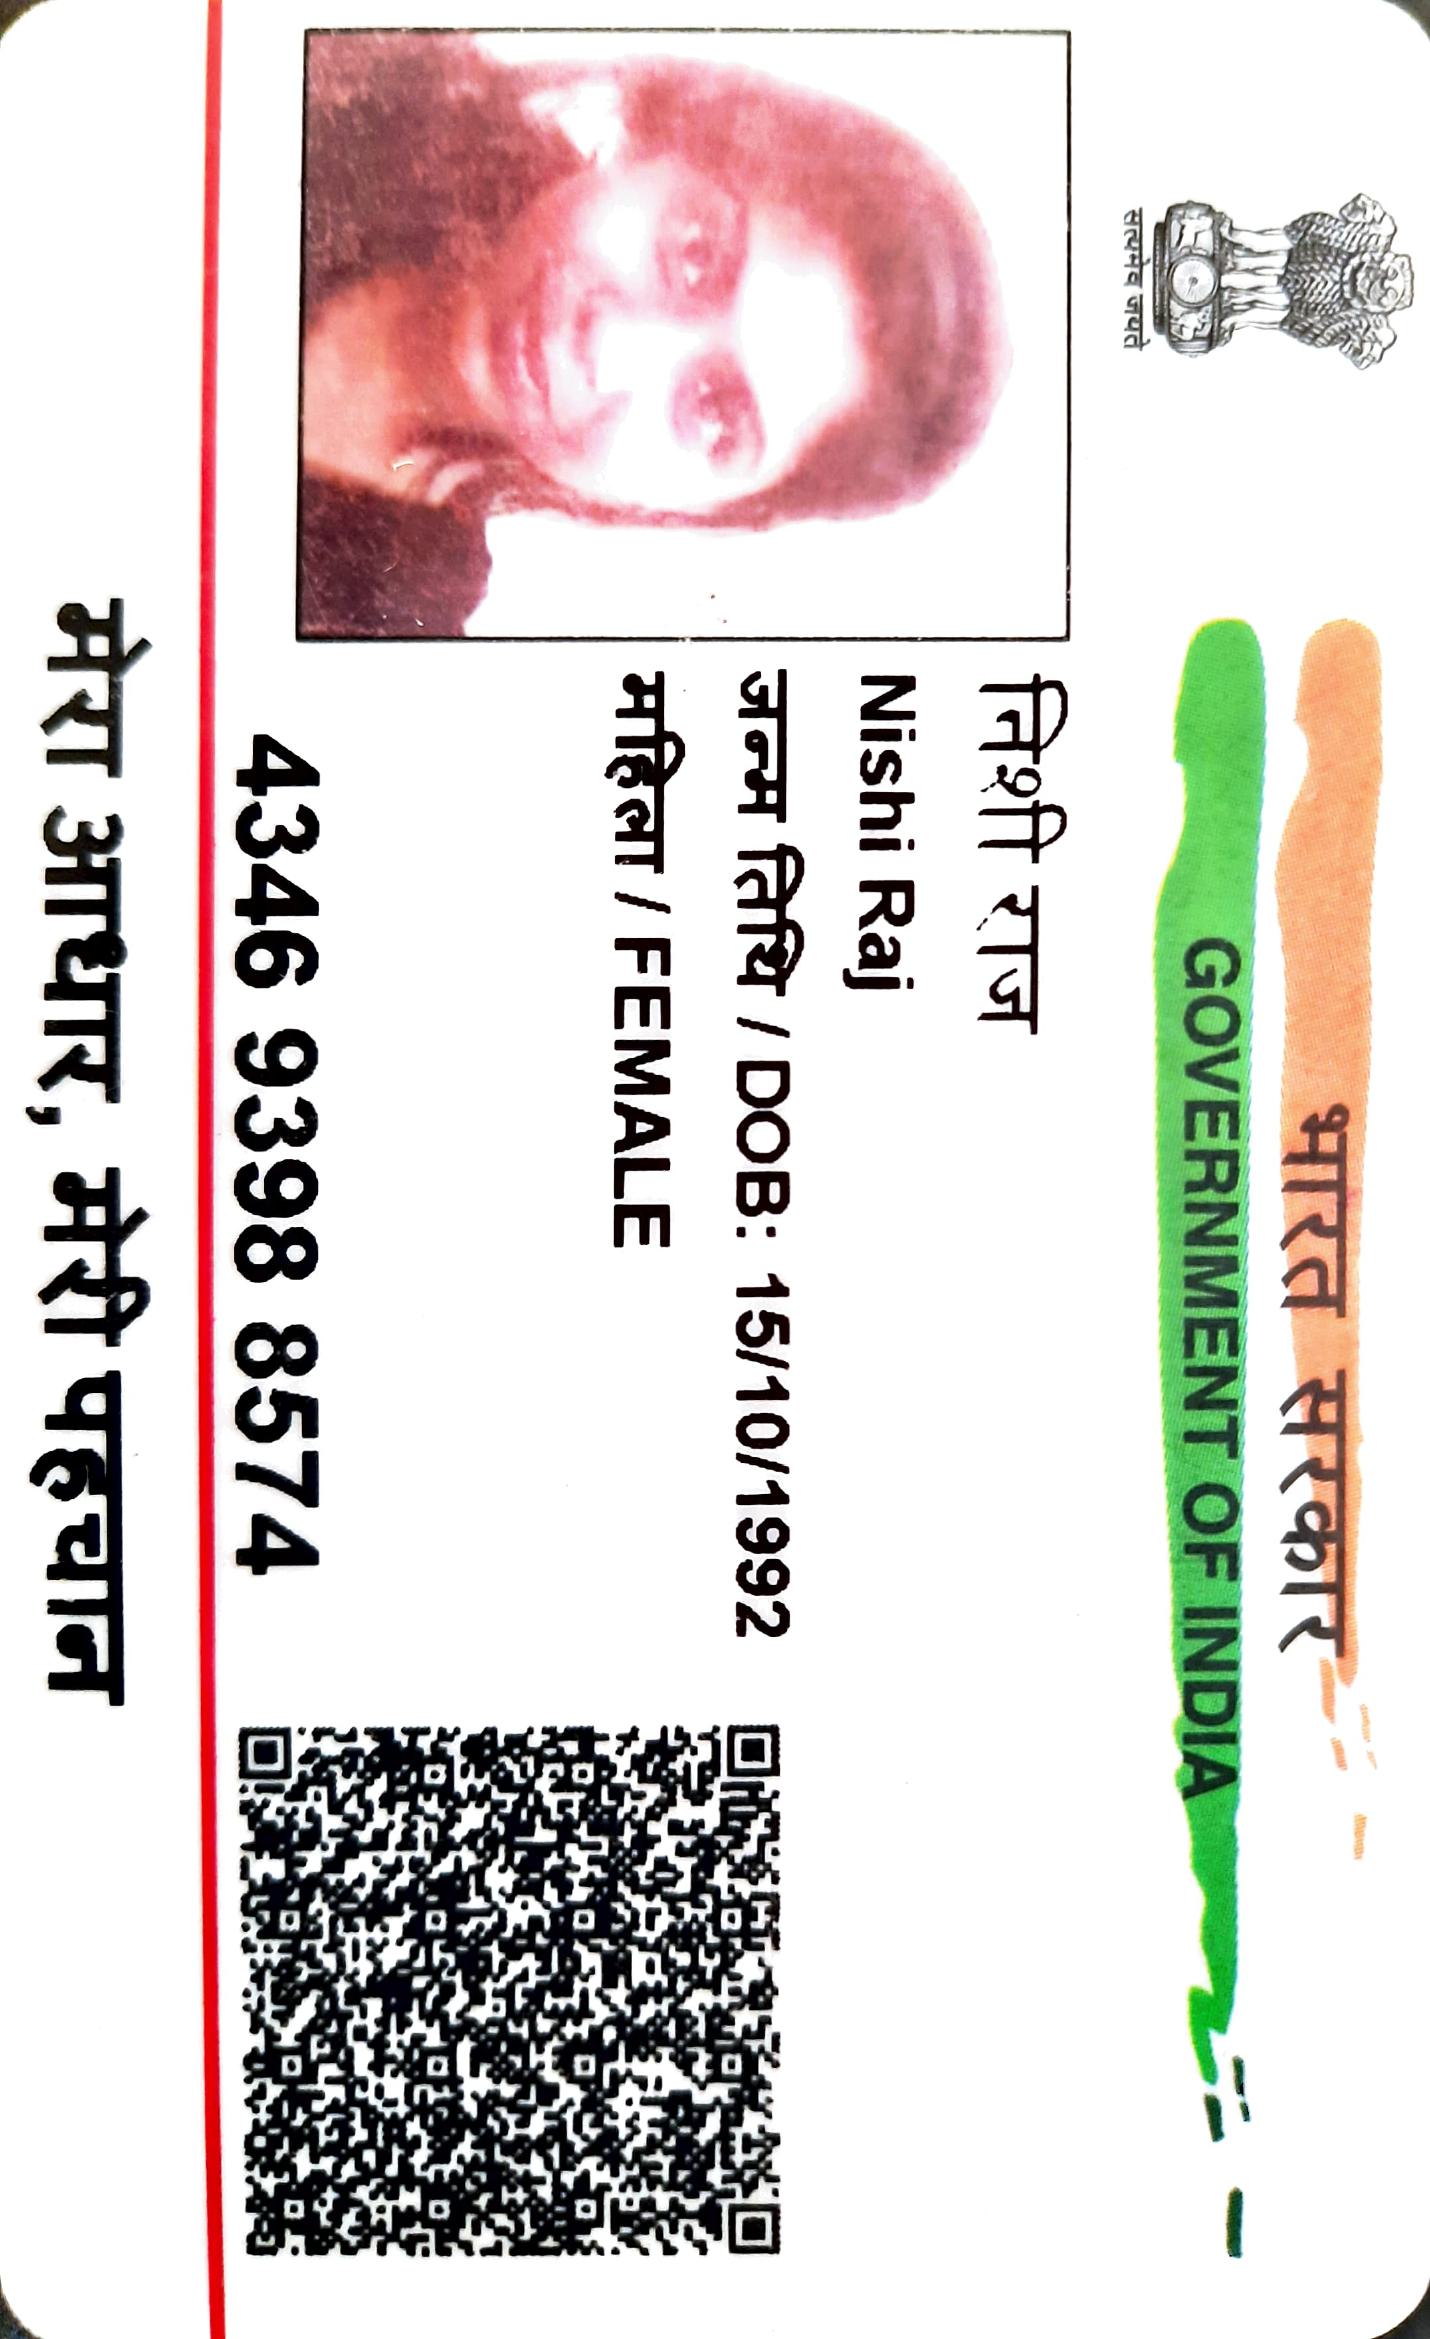 भारत सरकार
GOVERNMENT OF INDIA
सत्यमेव जयते
निशी राज
Nishi Raj
जन्म तिथि / DOB: 15/10/1992
महिला / FEMALE
4346 9398 8574
मेरा आधार, मेरी पहचान